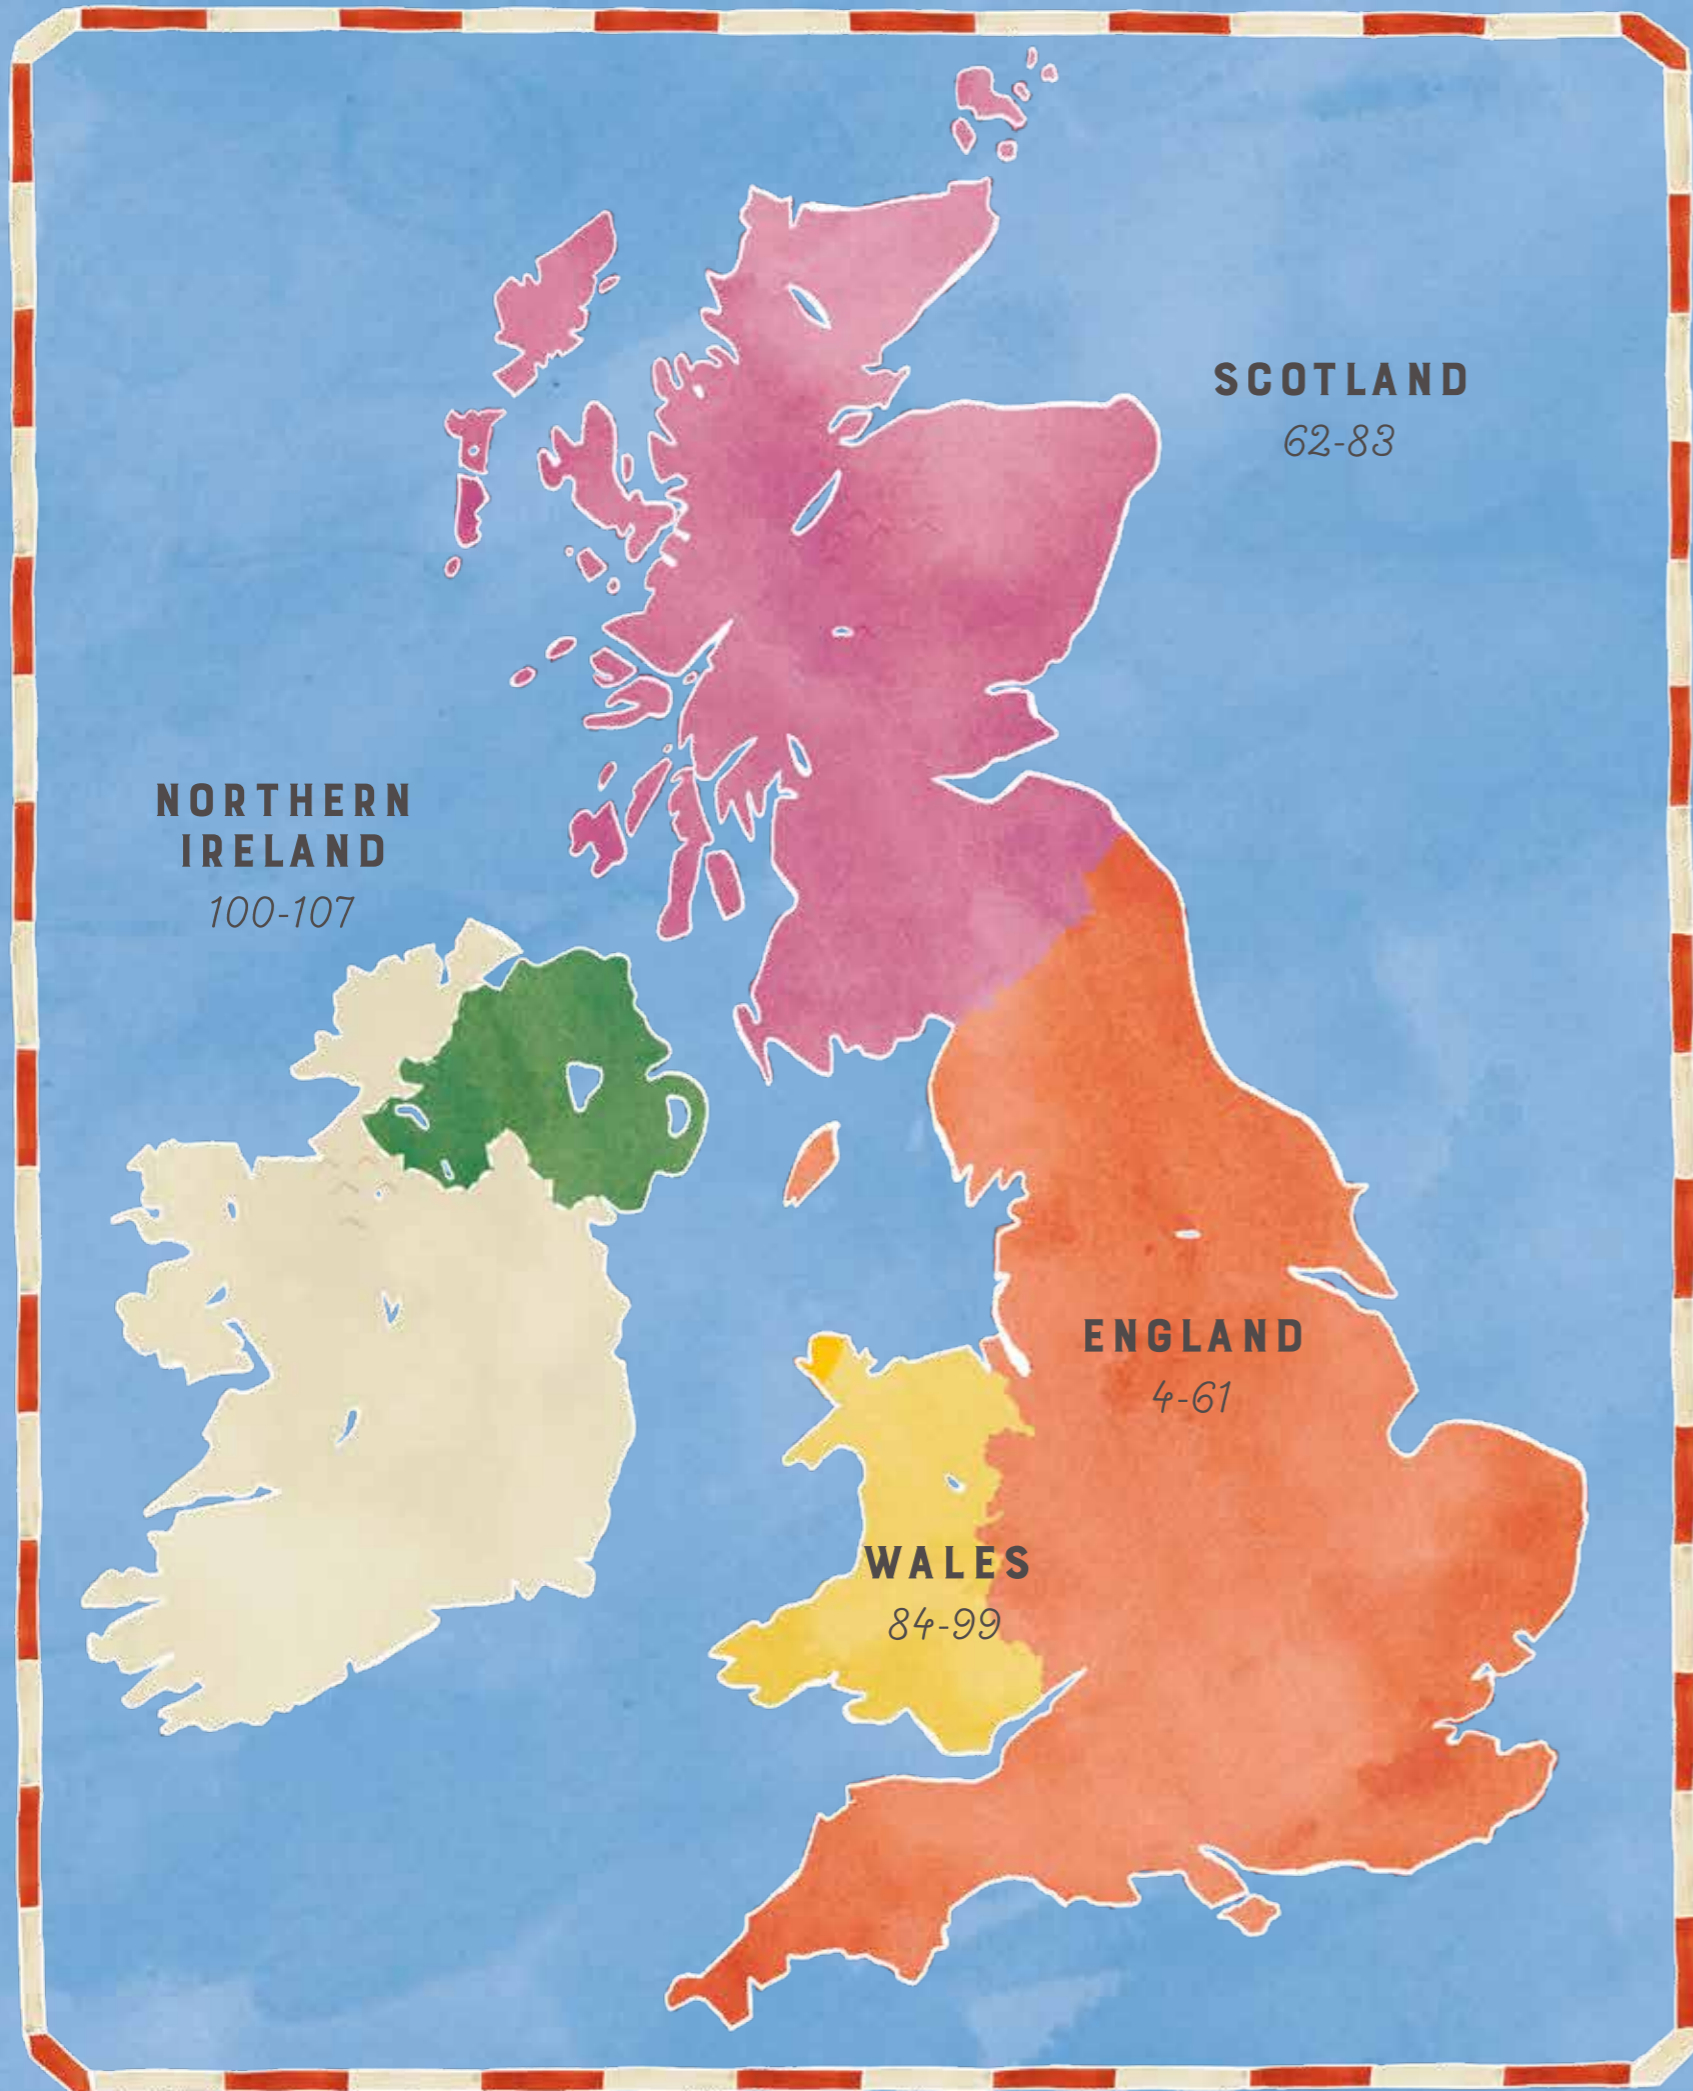 SCOTLAND
62-83
NORTHERN
IRELAND
100-107
ENGLAND
4-61
WALES
84-99